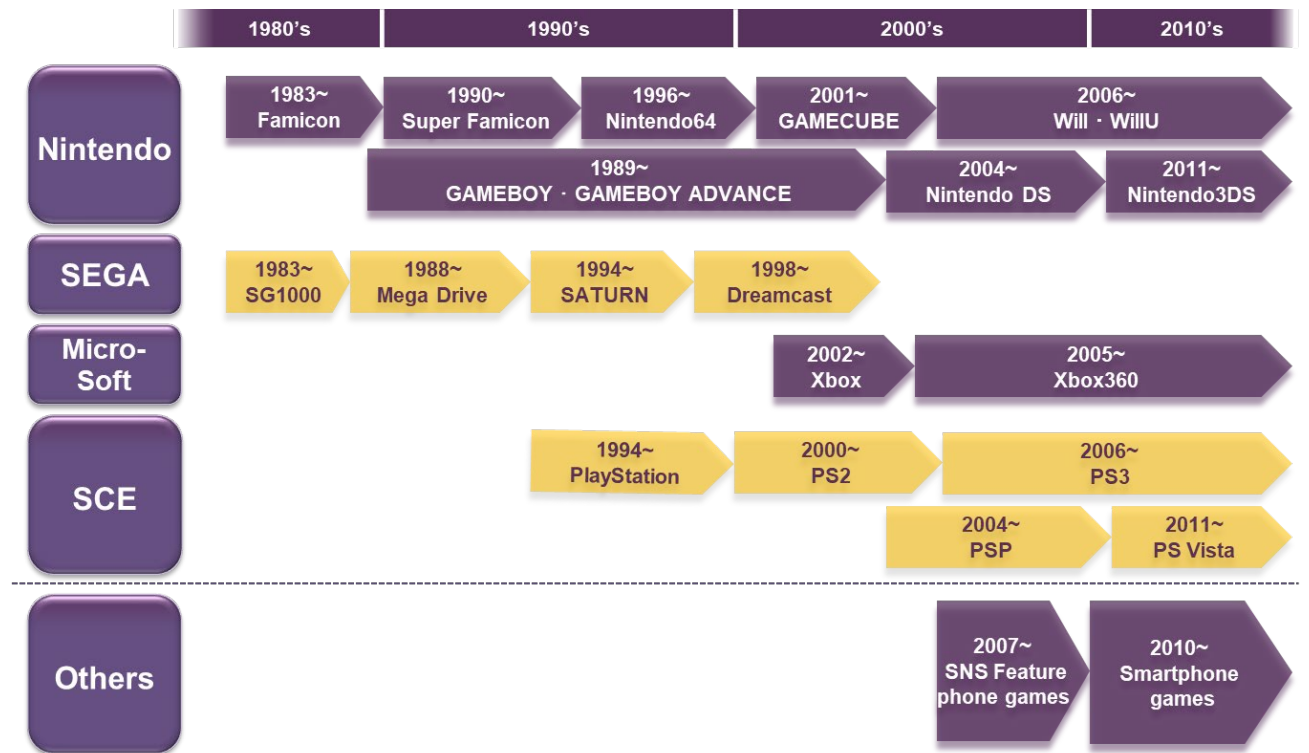 1980's
1990's
2000's
2010's
Nintendo
1983~
Famicon
1990~
Super Famicon
1996~
Nintendo64
2001~
GAMECUBE
2006~
Will · WillU
1989~
GAMEBOY · GAMEBOY ADVANCE
2004~
Nintendo DS
2011~
Nintendo3DS
SEGA
1983~
SG1000
1988~
Mega Drive
1994~
SATURN
1998~
Dreamcast
Micro-
Soft
2002~
Xbox
2005~
Xbox360
SCE
1994~
PlayStation
2000~
PS2
2006~
PS3
2004~
PSP
2011~
PS Vista
Others
2007~
SNS Feature
phone games
2010~
Smartphone
games